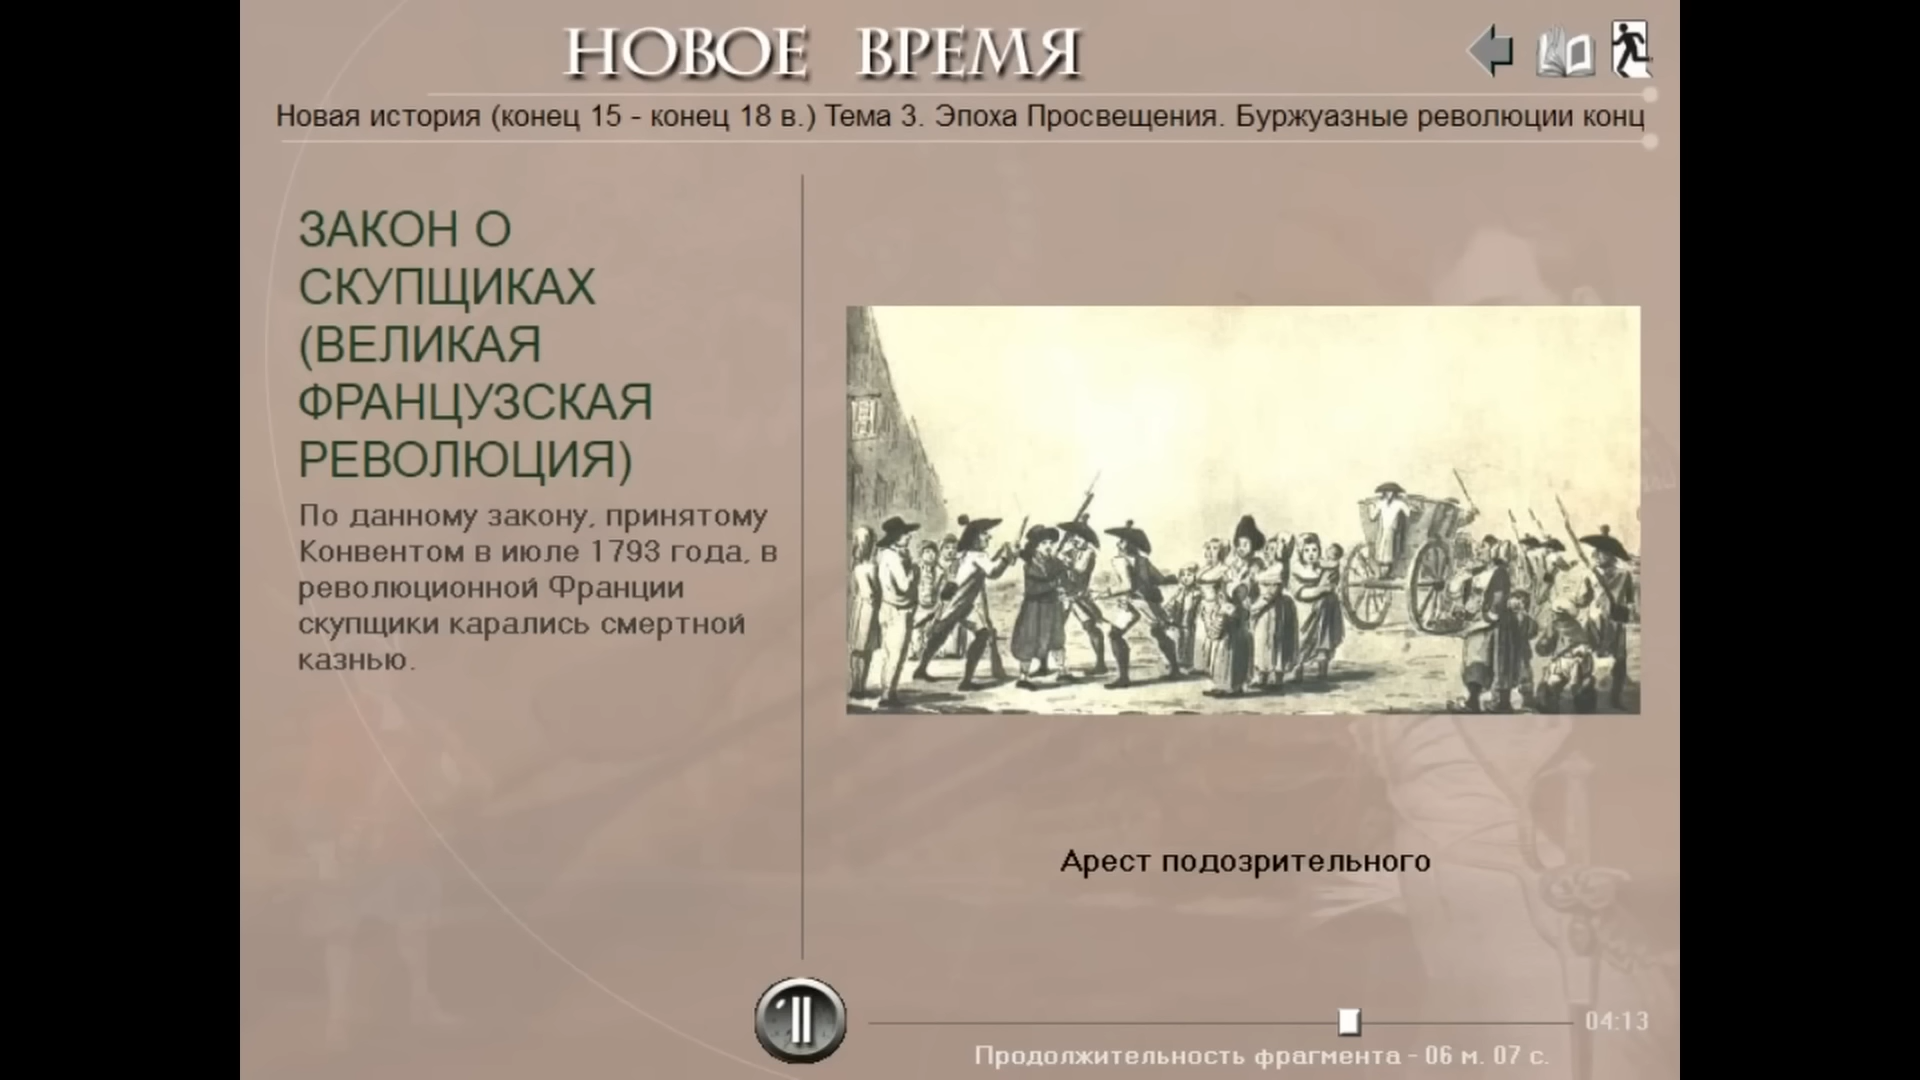 НОВОЕ ВРЕМЯ
Новая история (конец 15 - конец 18 в.) Тема 3. Эпоха Просвещения. Буржуазные революции конц
ЗАКОН О
СКУПЩИКАХ
(ВЕЛИКАЯ
ФРАНЦУЗСКАЯ
РЕВОЛЮЦИЯ)
По данному закону, принятому
Конвентом в июле 1793 года, в
революционной Франции
скупщики карались смертной
казнью.
Арест подозрительного
04:13
Продолжительность фрагмента - 06 м. 07 с.